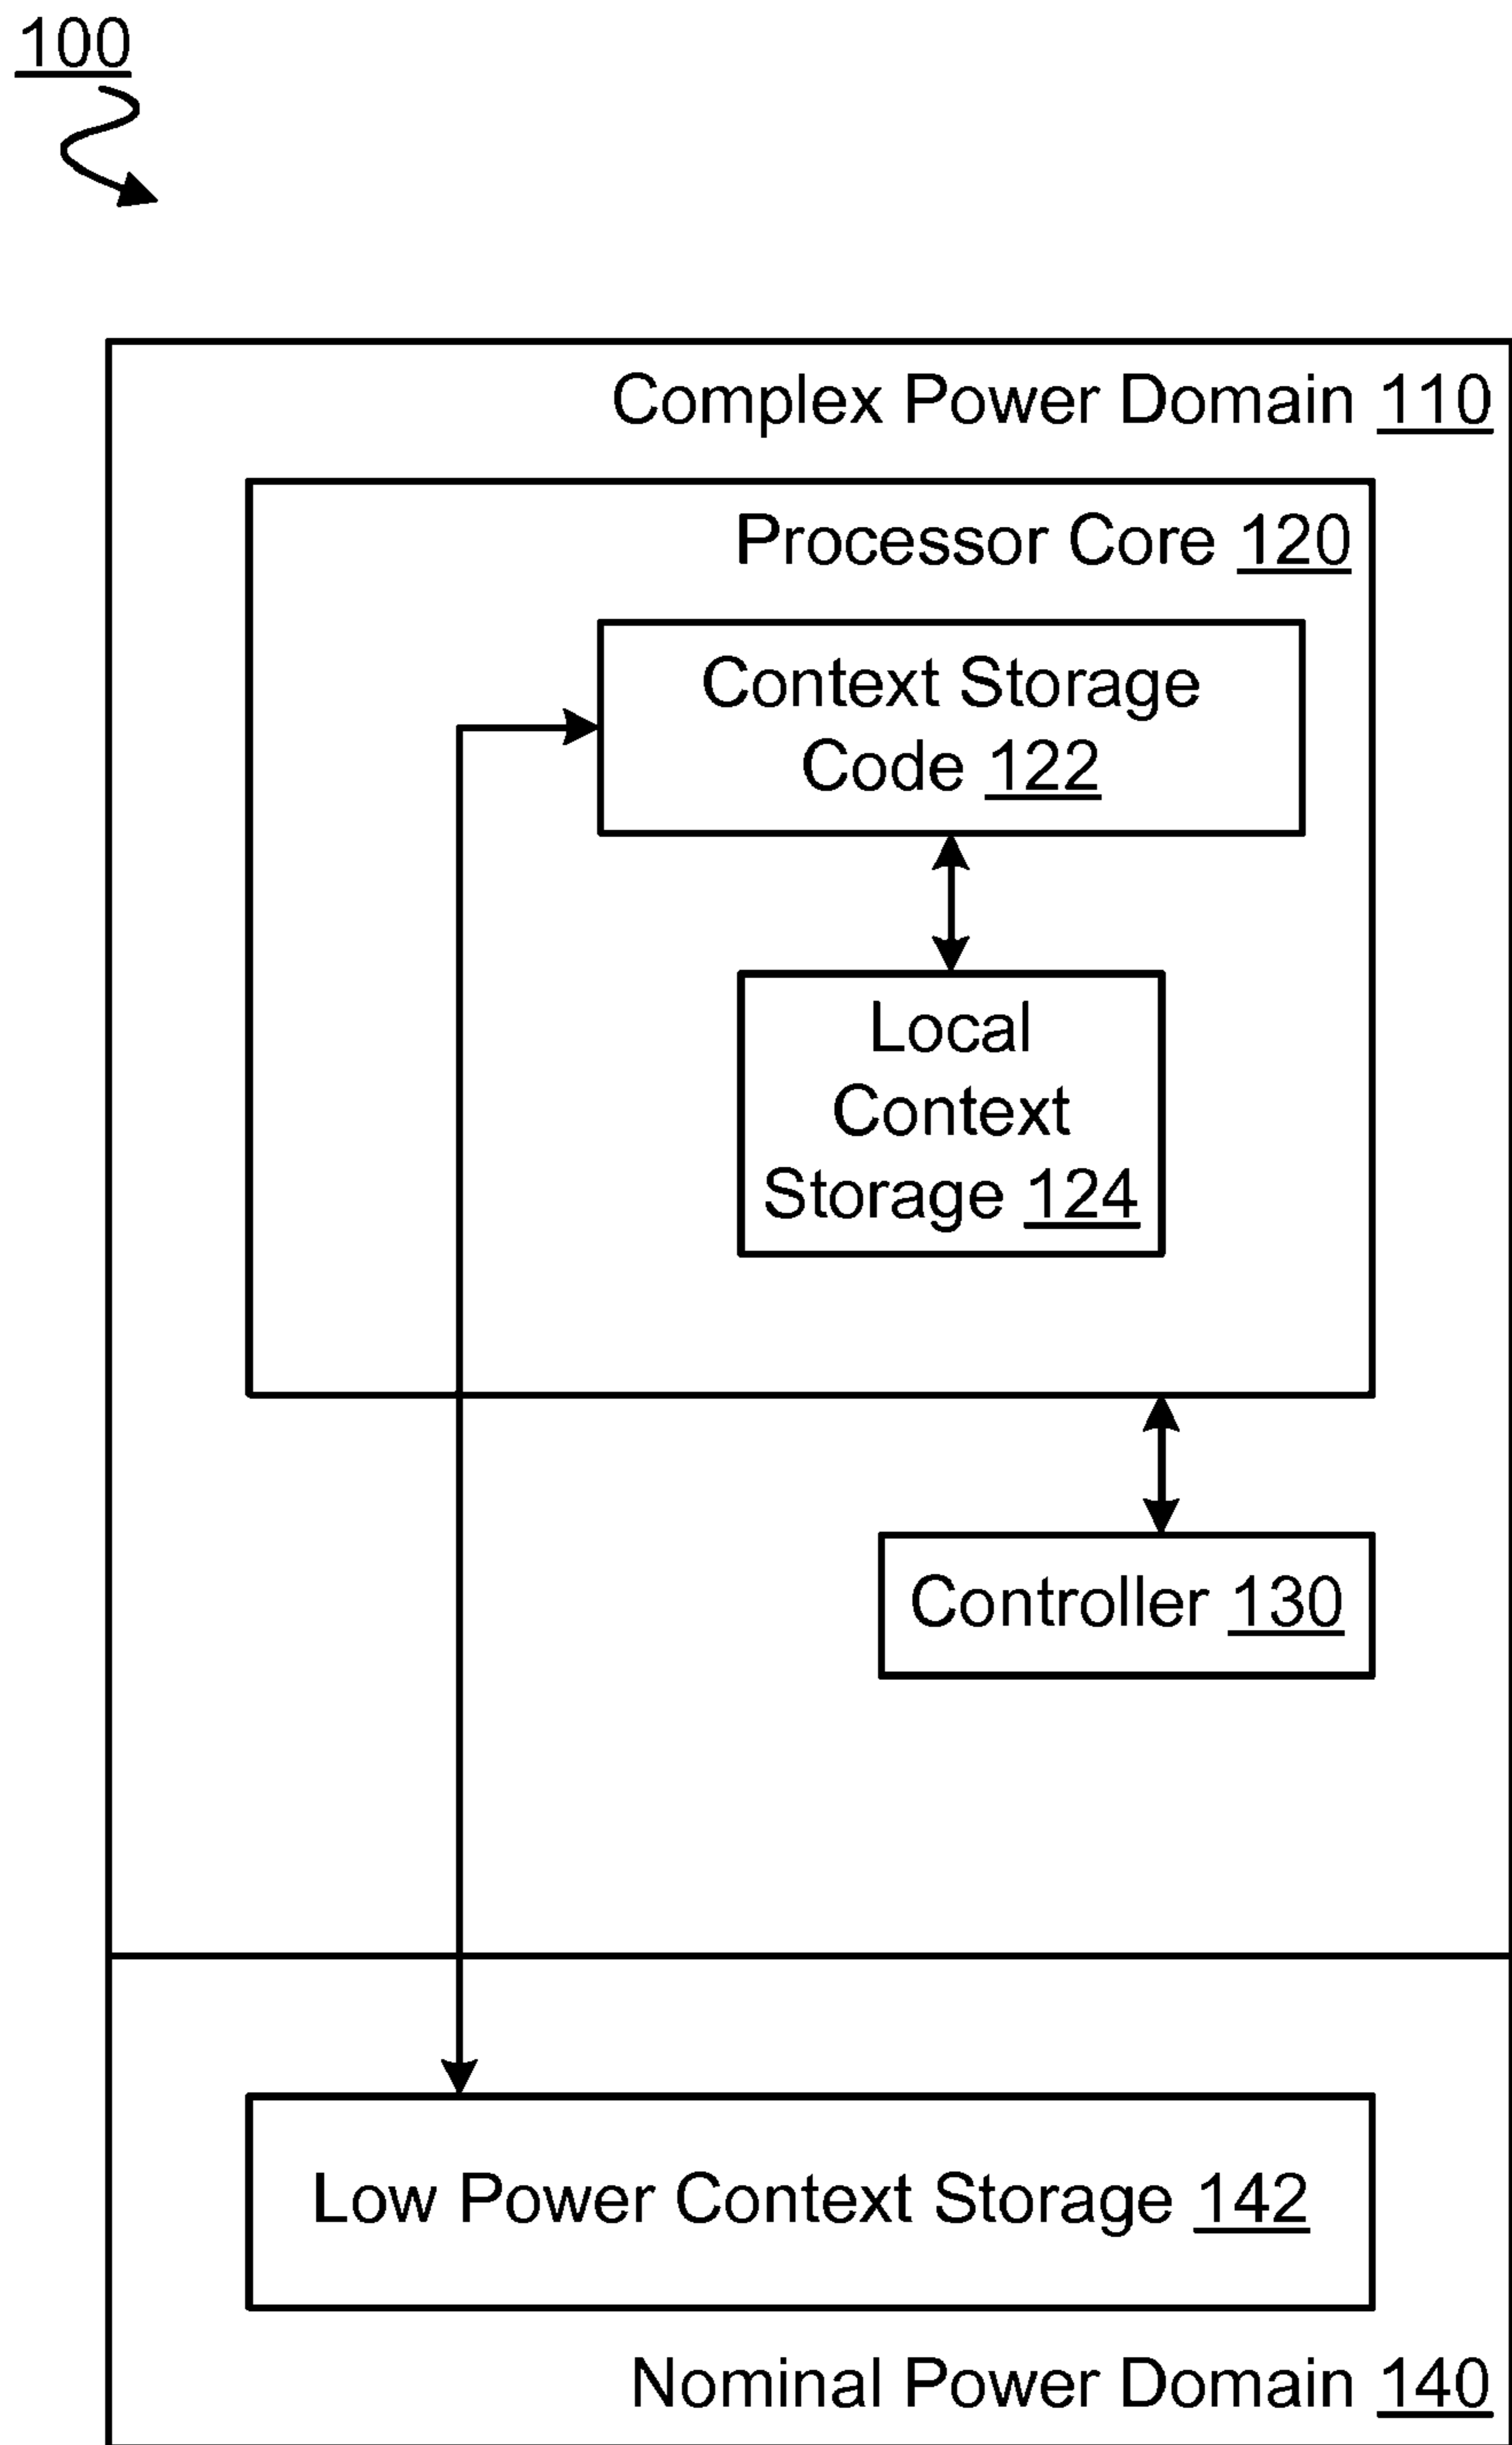 100
Complex Power Domain 110
Processor Core 120
Context Storage
Code 122
Local
Context
Storage 124
Controller 130
Low Power Context Storage 142
Nominal Power Domain 140